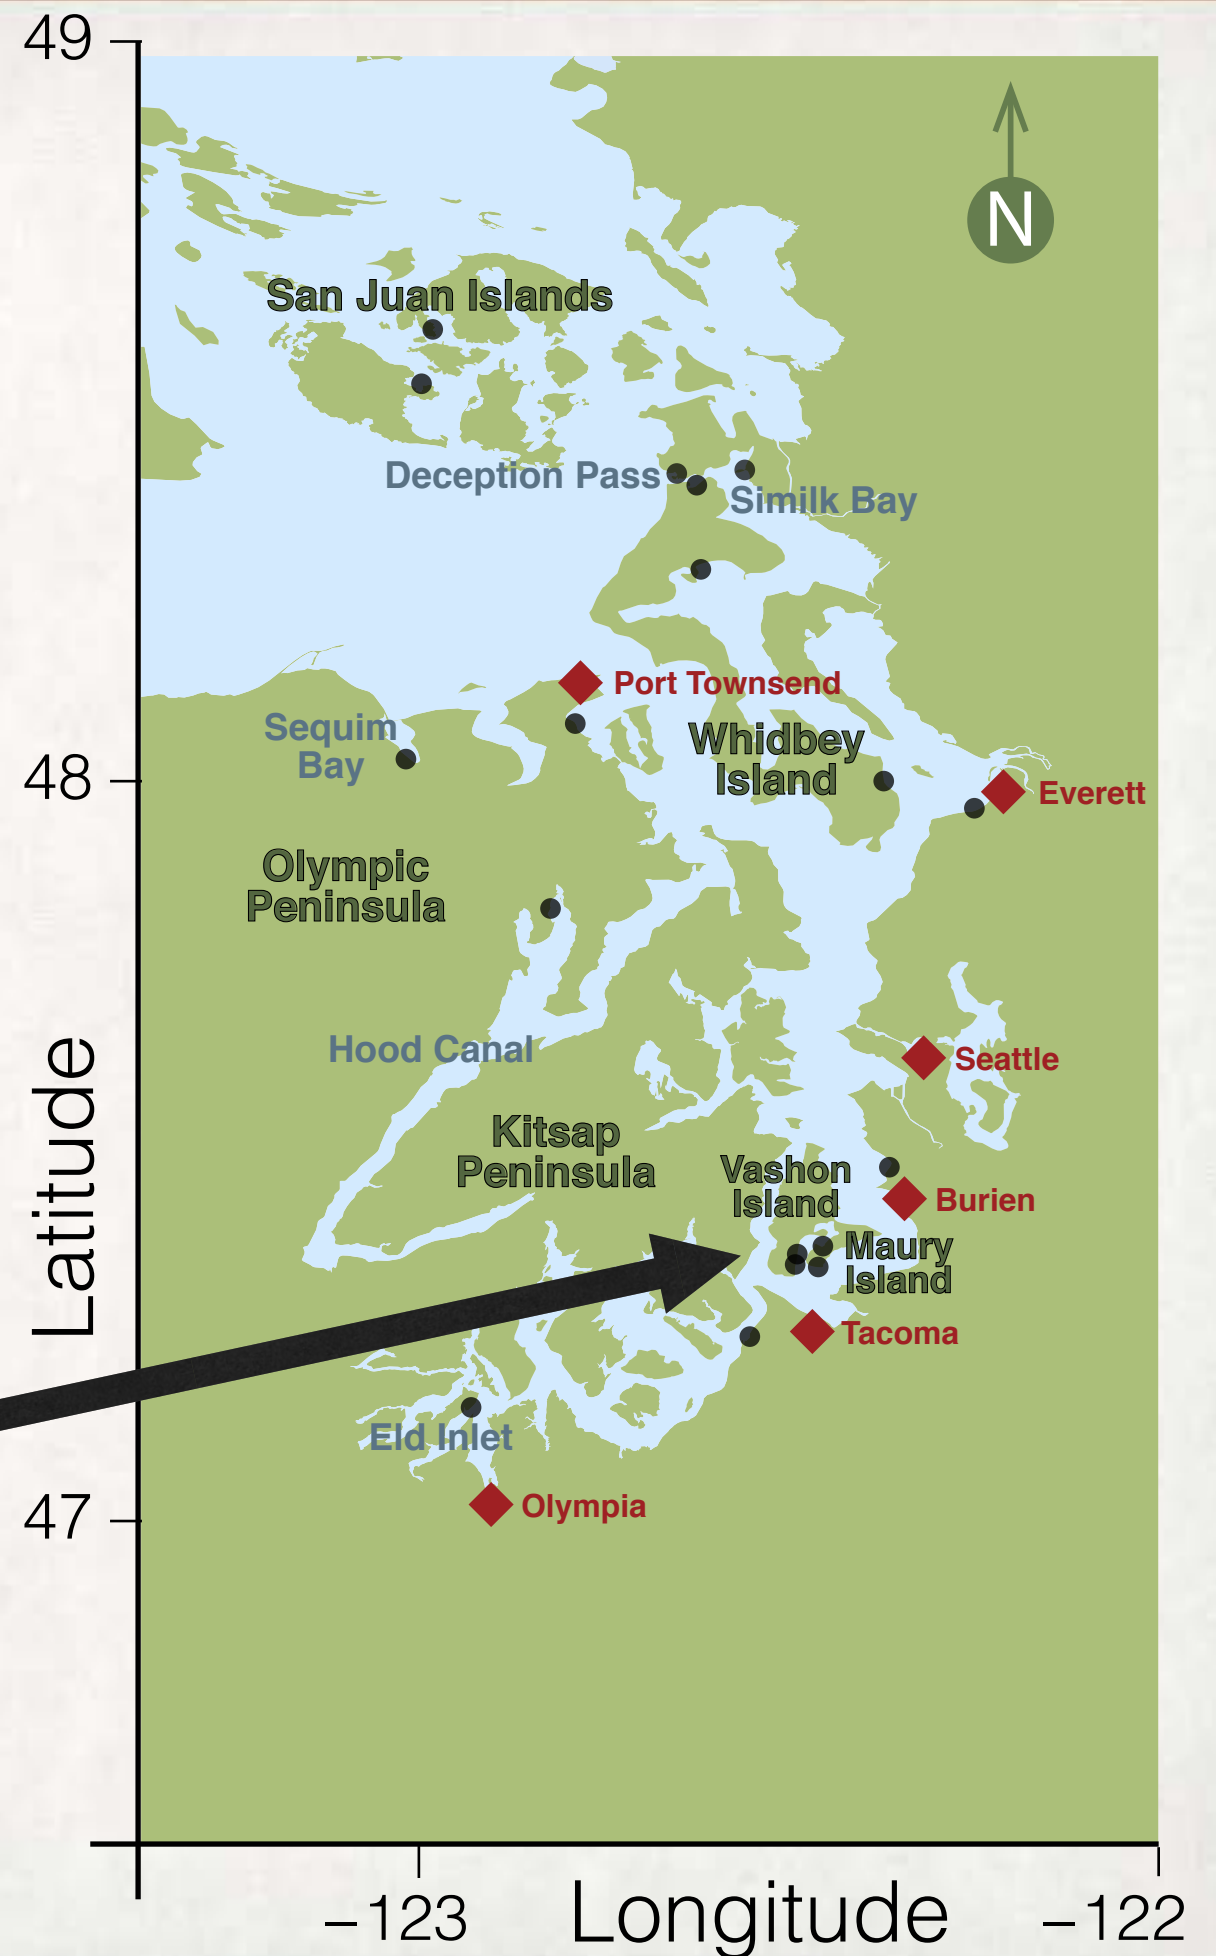 49
N
San Juan Islands
Deception Pass
Similk Bay
Port Townsend
Sequim
Bay
Whidbey
Island
48
Everett
Olympic
Peninsula
Latitude
Hood Canal
Seattle
Kitsap
Peninsula
Vashon
Island
Burien
Maury
Island
Tacoma
Eld Inlet
47
Olympia
–123
Longitude
–122